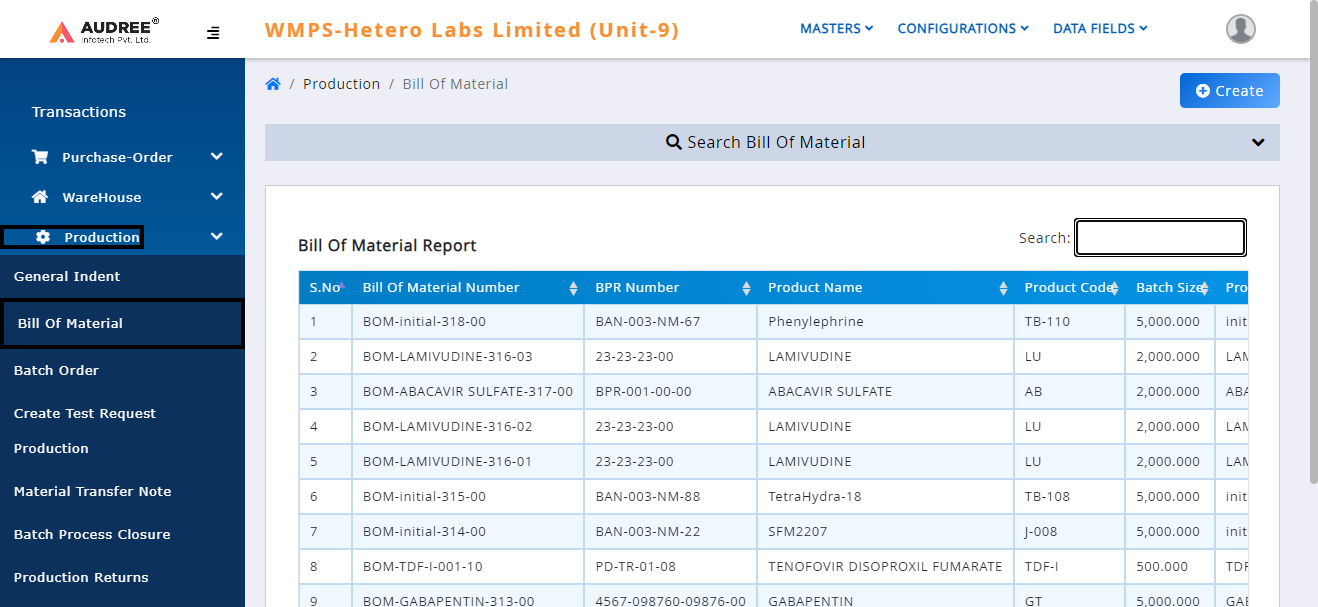 AUDREE®
Infotech Pvt. Ltd.
WMPS-Hetero Labs Limited (Unit-9)
MASTERS CONFIGURATIONS DATA FIELDS
Transactions
Purchase-Order
WareHouse
Production
General Indent
Bill Of Material
Batch Order
Create Test Request
Production
Material Transfer Note
Batch Process Closure
Production Returns
/ Production / Bill Of Material
Create
Search Bill Of Material
Bill Of Material Report
Search:
S.No Bill Of Material Number BPR Number Product Name Product Code Batch Size Pro
1 BOM-initial-318-00 BAN-003-NM-67 Phenylephrine TB-110 5,000.000 init
2 BOM-LAMIVUDINE-316-03 23-23-23-00 LAMIVUDINE LU 2,000.000 LAM
3 BOM-ABACAVIR SULFATE-317-00 BPR-001-00-00 ABACAVIR SULFATE AB 2,000.000 ABA
4 BOM-LAMIVUDINE-316-02 23-23-23-00 LAMIVUDINE LU 2,000.000 LAM
5 BOM-LAMIVUDINE-316-01 23-23-23-00 LAMIVUDINE LU 2,000.000 LAM
6 BOM-initial-315-00 BAN-003-NM-88 TetraHydra-18 TB-108 5,000.000 init
7 BOM-initial-314-00 BAN-003-NM-22 SFM2207 J-008 5,000.000 init
8 BOM-TDF-I-001-10 PD-TR-01-08 TENOFOVIR DISOPROXIL FUMARATE TDF-I 500.000 TDF
9 BOM-GABAPENTIN-313-00 4567-098760-09876-00 GABAPENTIN GT 5,000.000 GAB